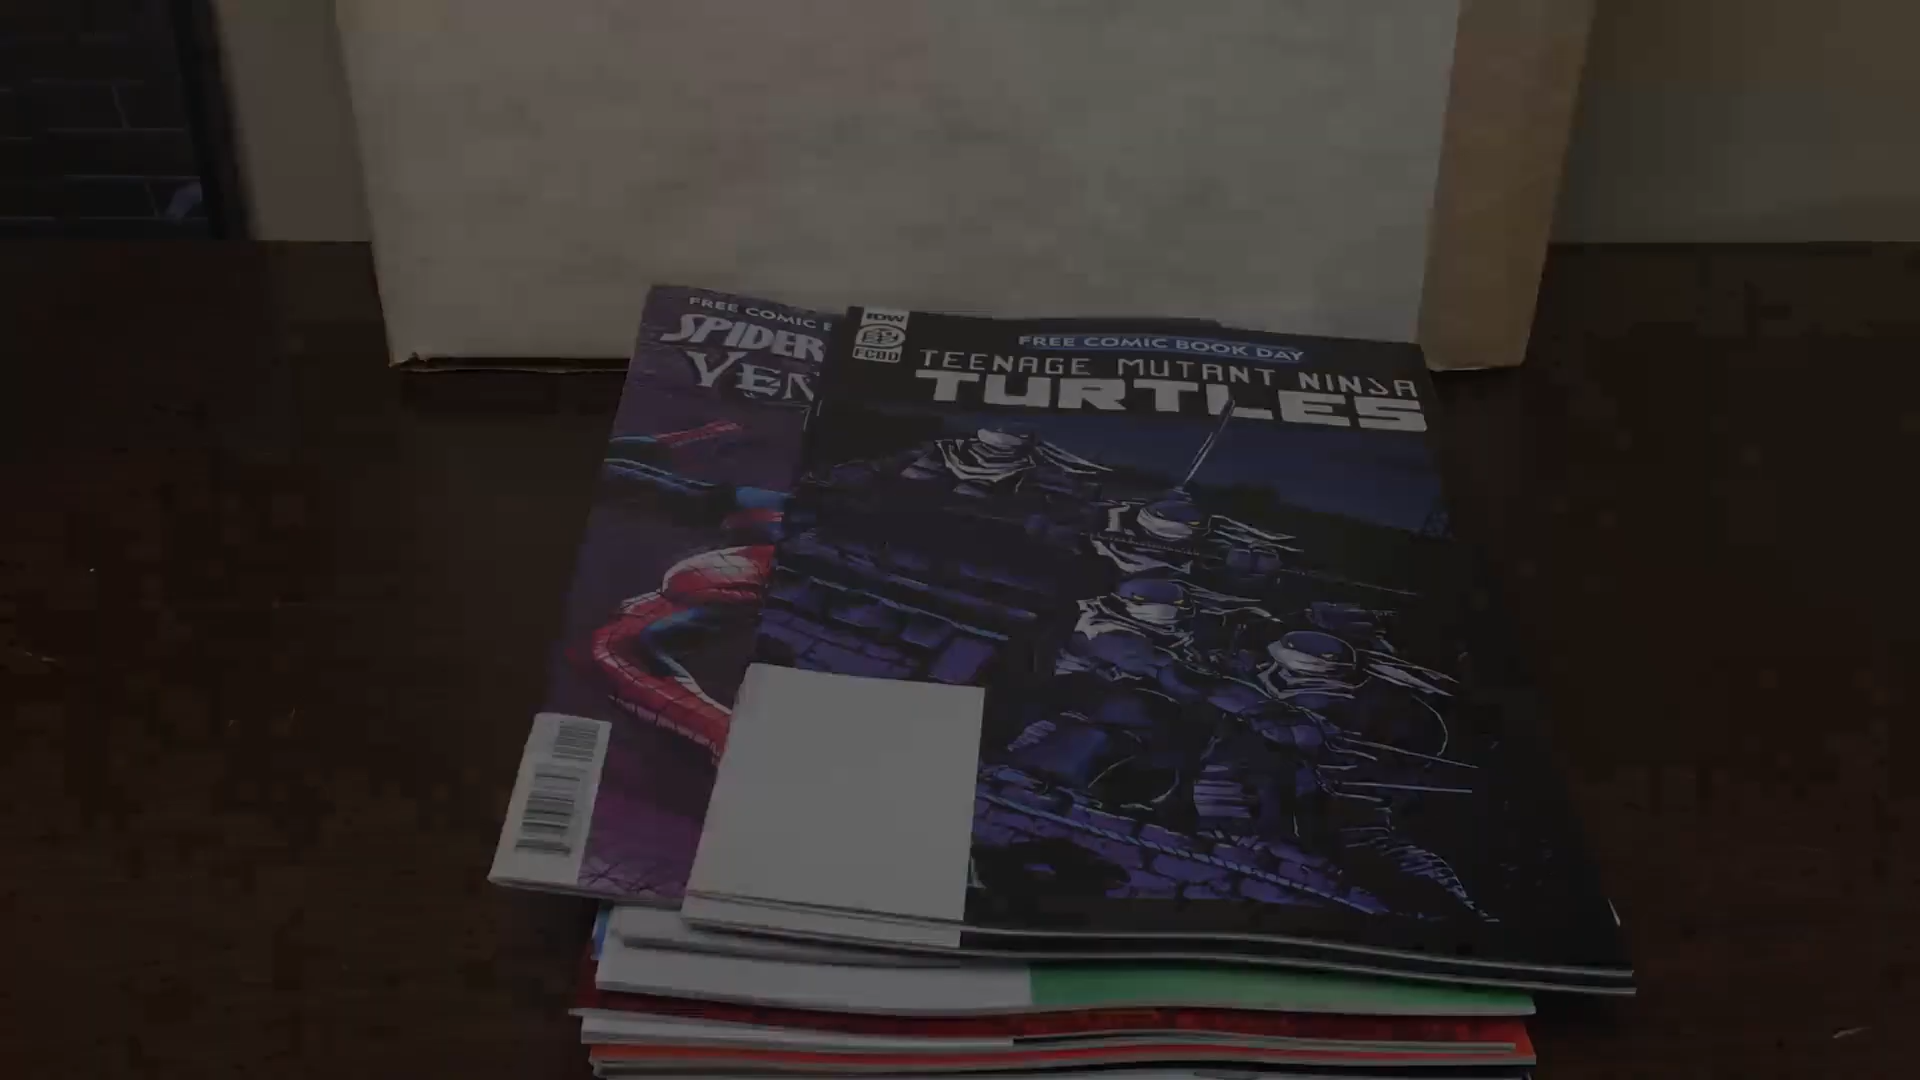 FREE COMIC
SPIDER
VEN
IDW
FCBD
FREE COMIC BOOK DAY
TEENAGE MUTANT NINJA
TURTLES